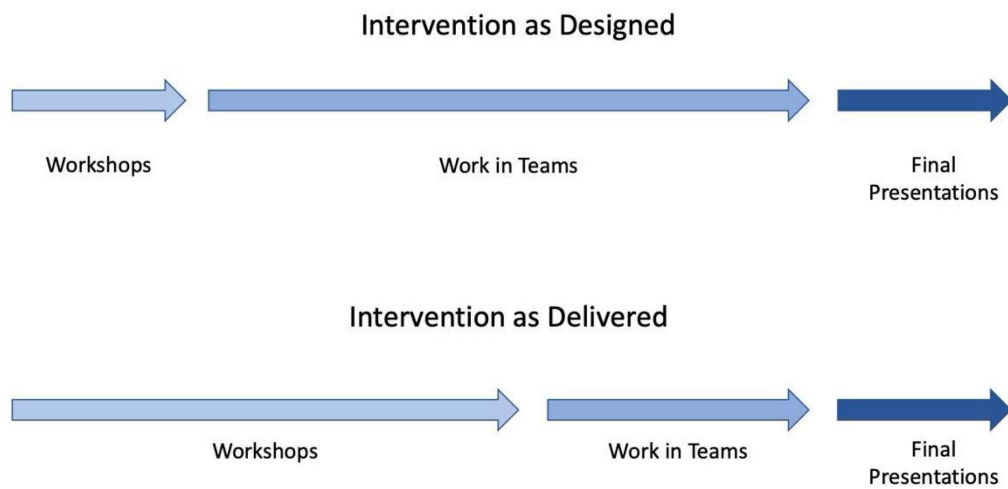 Intervention as Designed
Workshops
Work in Teams
Final
Presentations
Intervention as Delivered
Workshops
Work in Teams
Final
Presentations